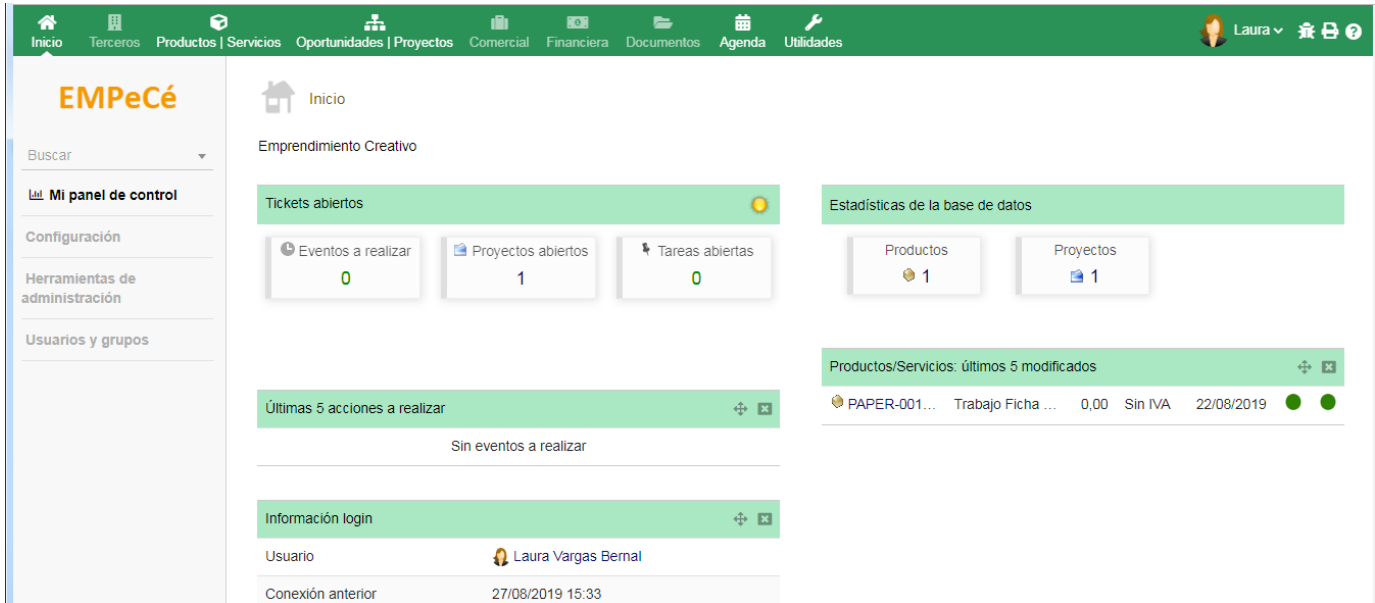 Inicio Terceros Productos | Servicios Oportunidades | Proyectos Comercial Financiera Documentos Agenda Utilidades Laura
EMPeCé
Buscar
Mi panel de control
Configuración
Herramientas de
administración
Usuarios y grupos
Inicio
Emprendimiento Creativo
Tickets abiertos
Eventos a realizar
0
Proyectos abiertos
1
Tareas abiertas
0
Últimas 5 acciones a realizar
Sin eventos a realizar
Información login
Usuario Laura Vargas Bernal
Conexión anterior 27/08/2019 15:33
Estadísticas de la base de datos
Productos
1
Proyectos
1
Productos/Servicios: últimos 5 modificados
PAPER-001... Trabajo Ficha ... 0,00 Sin IVA 22/08/2019